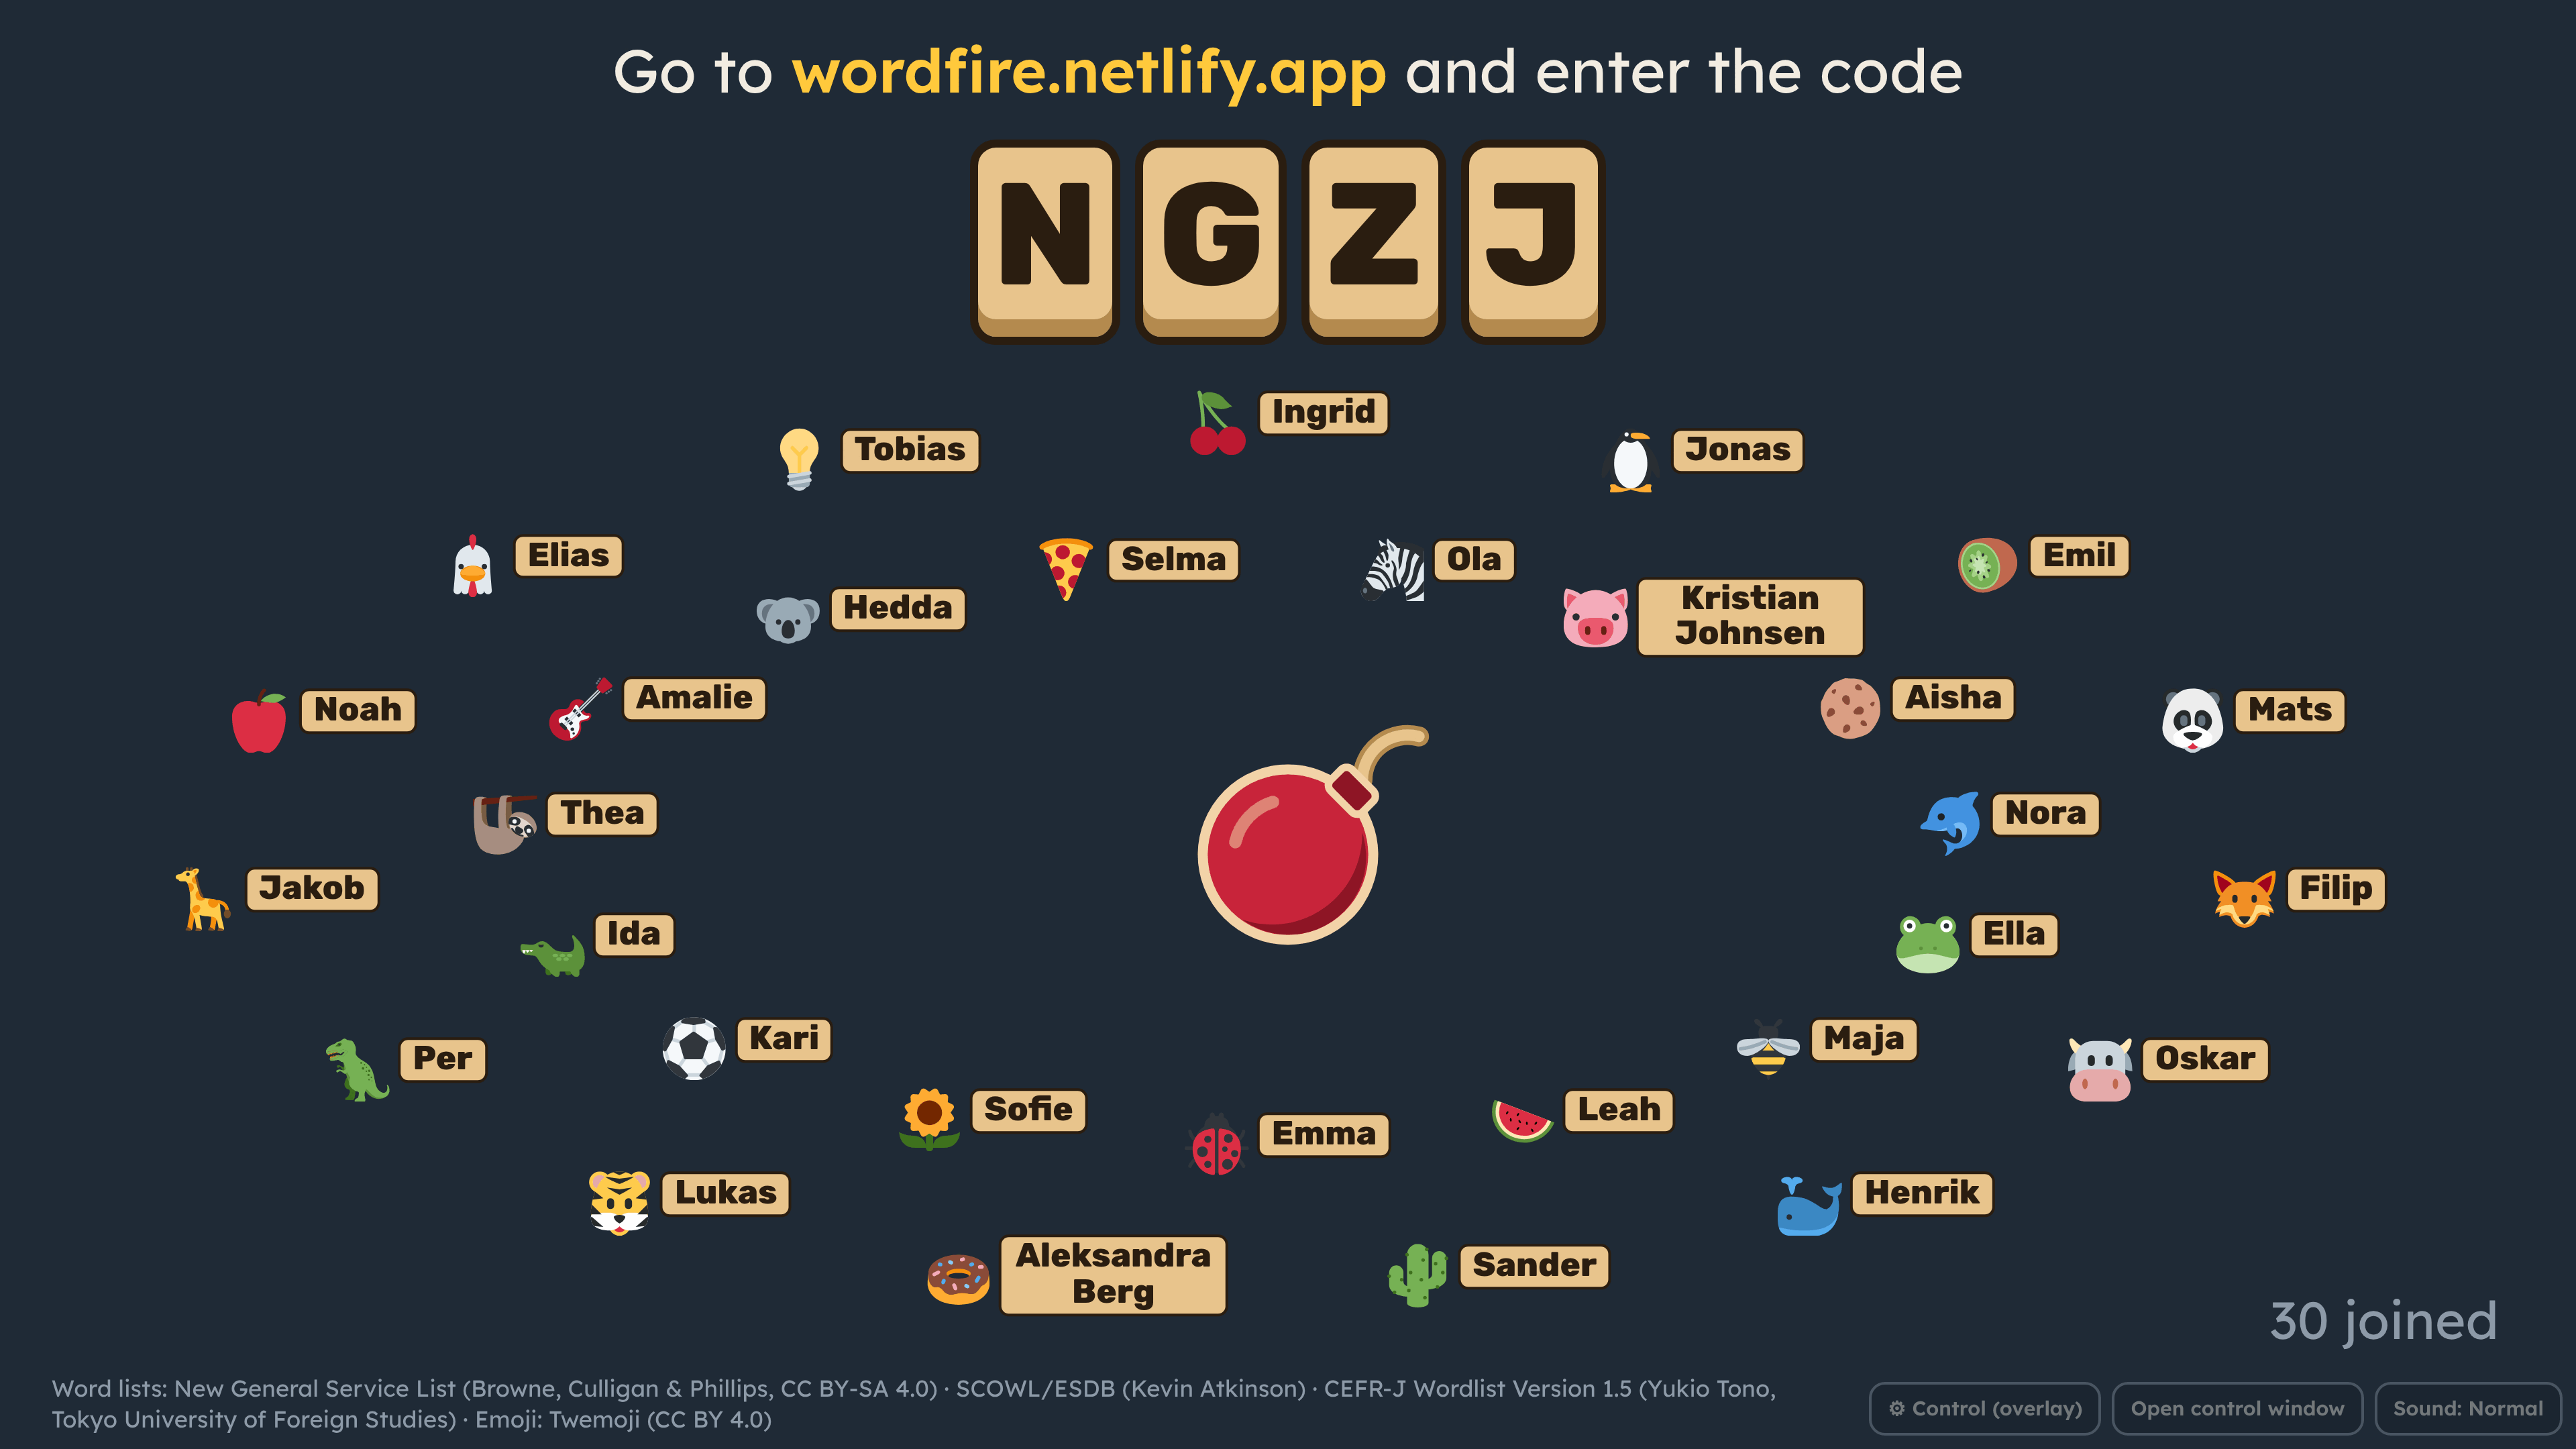 Go to wordfire.netlify.app and enter the code
N G Z J
Ingrid
Tobias
Jonas
Elias
Selma
Ola
Emil
Hedda
Kristian
Johnsen
Noah
Amalie
Aisha
Mats
Thea
Nora
Jakob
Filip
Ida
Ella
Per
Kari
Maja
Oskar
Sofie
Emma
Leah
Lukas
Henrik
Aleksandra
Berg
Sander
30 joined
Word lists: New General Service List (Browne, Culligan & Phillips, CC BY-SA 4.0) · SCOWL/ESDB (Kevin Atkinson) · CEFR-J Wordlist Version 1.5 (Yukio Tono,
Tokyo University of Foreign Studies) · Emoji: Twemoji (CC BY 4.0)
⚙ Control (overlay)
Open control window
Sound: Normal